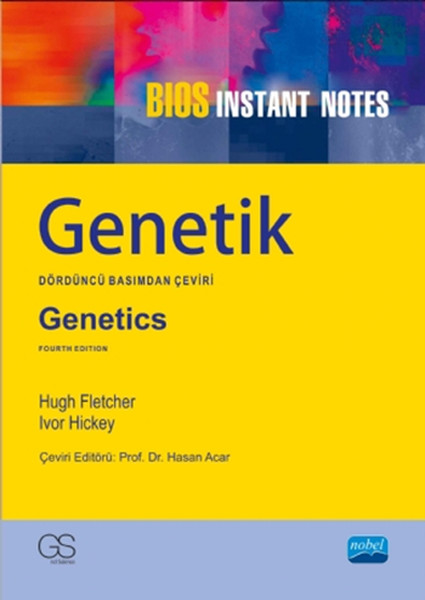 BIOS INSTANT NOTES
Genetik
DÖRDÜNCÜ BASIMDAN ÇEVİRİ
Genetics
FOURTH EDITION
Hugh Fletcher
Ivor Hickey
Çeviri Editörü: Prof. Dr. Hasan Acar
GS
nobel